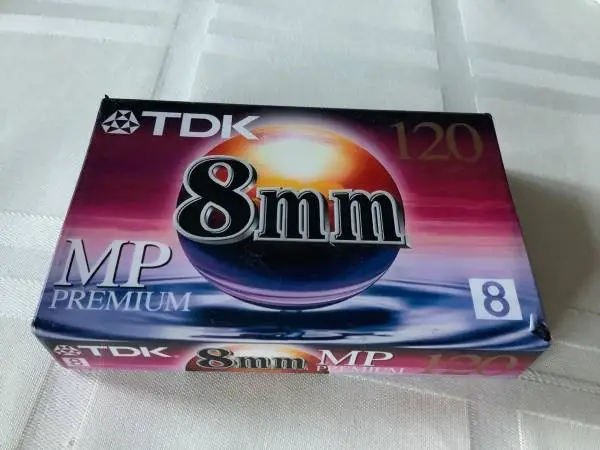 TDK 120
8mm
MP
PREMIUM
8
8 TDK 8mm MP PREMIUM 120